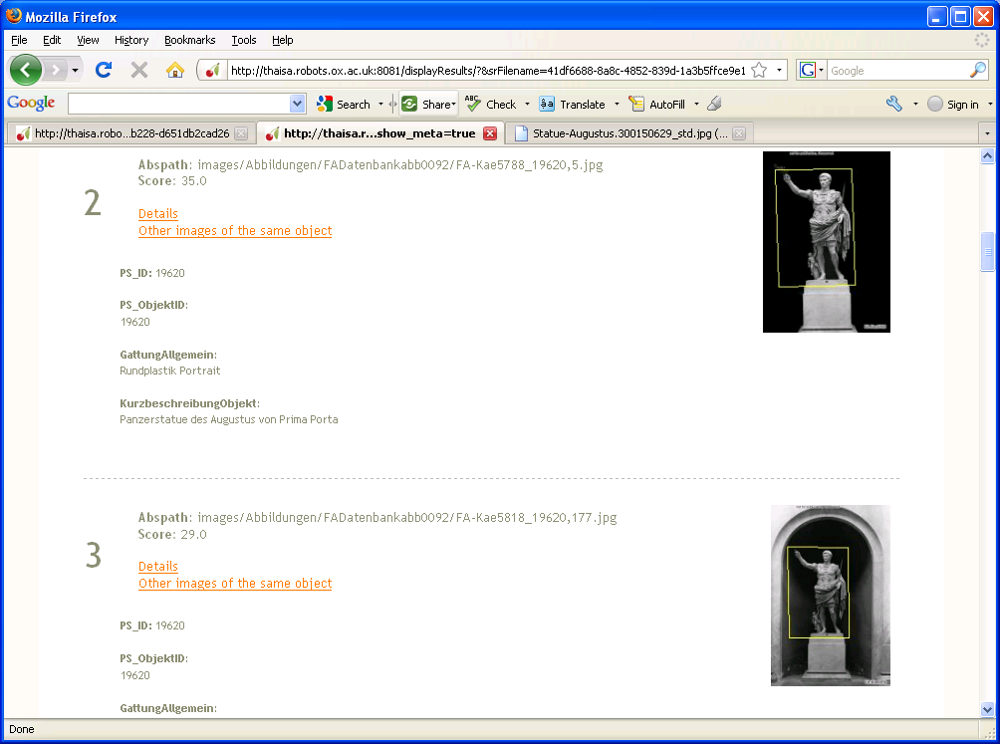 Mozilla Firefox
File Edit View History Bookmarks Tools Help
http://thaisa.robots.ox.ac.uk:8081/displayResults/?&srFilename=41df6688-8a8c-4852-839d-1a3b5ffce9e1
Google
Google Search Share ABC Check Translate AutoFill Sign in
http://thaisa.robo...b228-d651db2cad26 http://thaisa.r...show_meta=true Statue-Augustus.300150629_std.jpg (...
2
Abspath: images/Abbildungen/FADatenbankabb0092/FA-Kae5788_19620,5.jpg
Score: 35.0
Details
Other images of the same object
PS_ID: 19620
PS_ObjektID:
19620
GattungAllgemein:
Rundplastik Portrait
KurzbeschreibungObjekt:
Panzerstatue des Augustus von Prima Porta
3
Abspath: images/Abbildungen/FADatenbankabb0092/FA-Kae5818_19620,177.jpg
Score: 29.0
Details
Other images of the same object
PS_ID: 19620
PS_ObjektID:
19620
GattungAllgemein:
Done